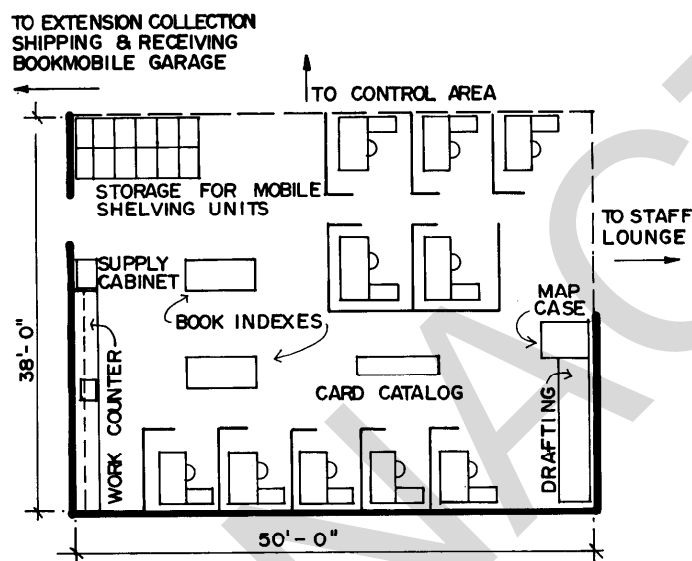 TO EXTENSION COLLECTION
SHIPPING & RECEIVING
BOOKMOBILE GARAGE
TO CONTROL AREA
STORAGE FOR MOBILE
SHELVING UNITS
TO STAFF
LOUNGE
SUPPLY
CABINET
BOOK INDEXES
MAP
CASE
38'-0"
WORK COUNTER
CARD CATALOG
DRAFTING
50'-0"